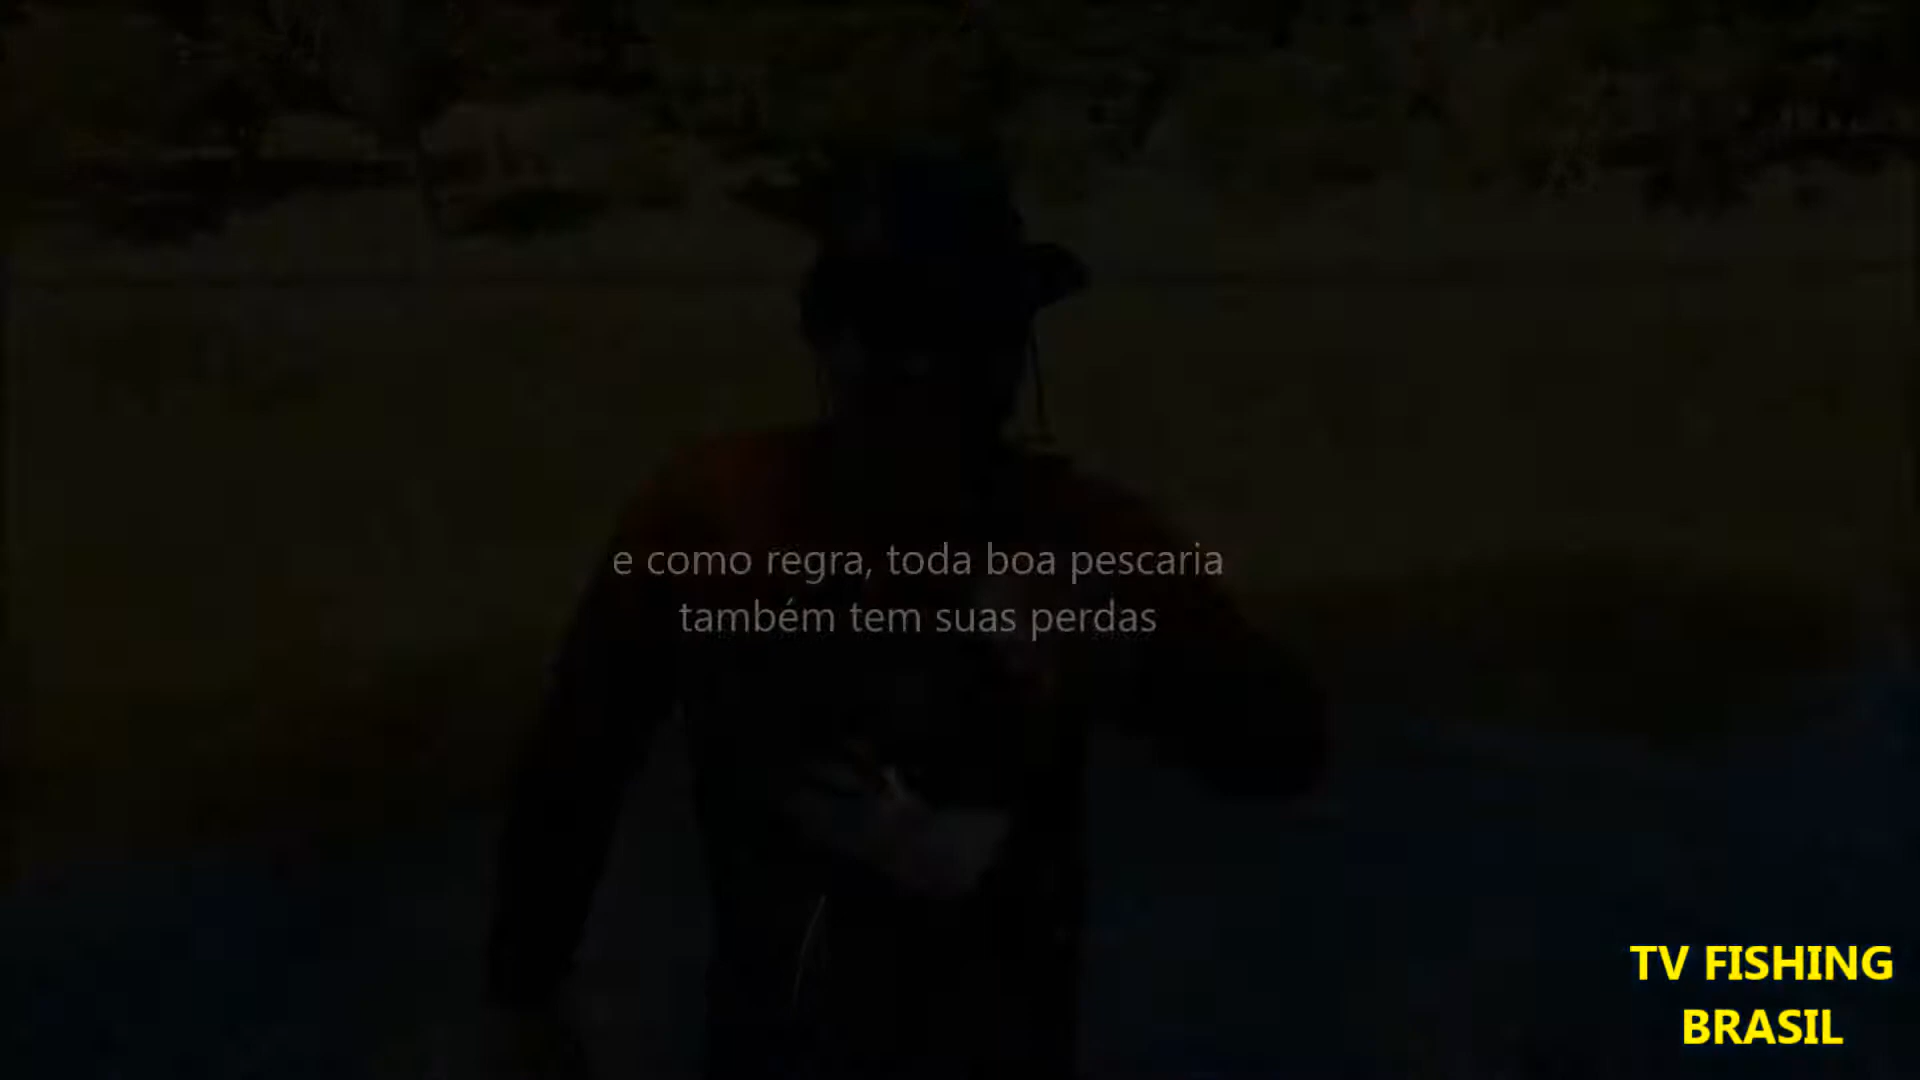 e como regra, toda boa pescaria
também tem suas perdas
TV FISHING
BRASIL